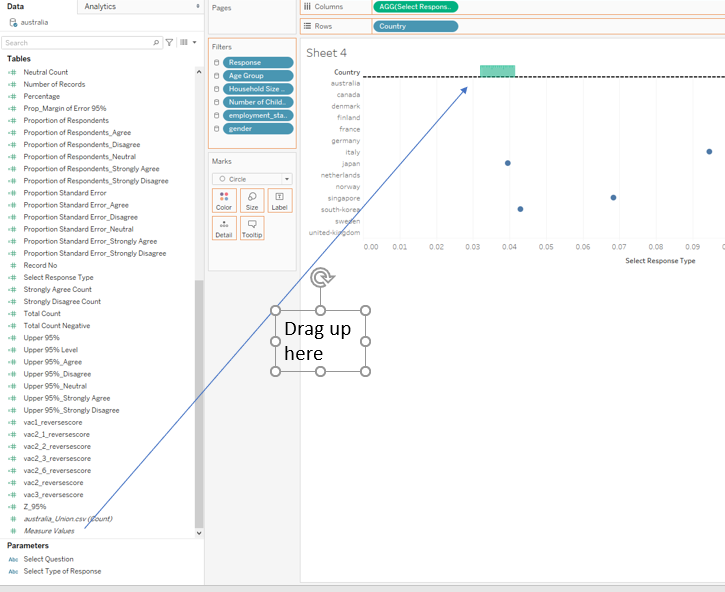 Data
Analytics
australia
Search
Tables
Neutral Count
Number of Records
Percentage
Prop_Margin of Error 95%
Proportion of Respondents
Proportion of Respondents_Agree
Proportion of Respondents_Disagree
Proportion of Respondents_Neutral
Proportion of Respondents_Strongly Agree
Proportion of Respondents_Strongly Disagree
Proportion Standard Error
Proportion Standard Error_Agree
Proportion Standard Error_Disagree
Proportion Standard Error_Neutral
Proportion Standard Error_Strongly Agree
Proportion Standard Error_Strongly Disagree
Record No
Select Response Type
Strongly Agree Count
Strongly Disagree Count
Total Count
Total Count Negative
Upper 95%
Upper 95% Level
Upper 95%_Agree
Upper 95%_Disagree
Upper 95%_Neutral
Upper 95%_Strongly Agree
Upper 95%_Strongly Disagree
vac1_reversescore
vac2_1_reversescore
vac2_2_reversescore
vac2_3_reversescore
vac2_6_reversescore
vac2_reversescore
vac3_reversescore
Z_95%
australia_Union.csv (Count)
Measure Values
Parameters
Abc Select Question
Abc Select Type of Response
Pages
Filters
Response
Age Group
Household Size ..
Number of Child..
employment_sta..
gender
Marks
Circle
Color Size Label
Detail Tooltip
Columns AGG(Select Respons..
Rows Country
Sheet 4
Country
australia
canada
denmark
finland
france
germany
italy
japan
netherlands
norway
singapore
south-korea
sweden
united-kingdom
0.00 0.01 0.02 0.03 0.04 0.05 0.06 0.07 0.08 0.09
Select Response Type
Drag up
here